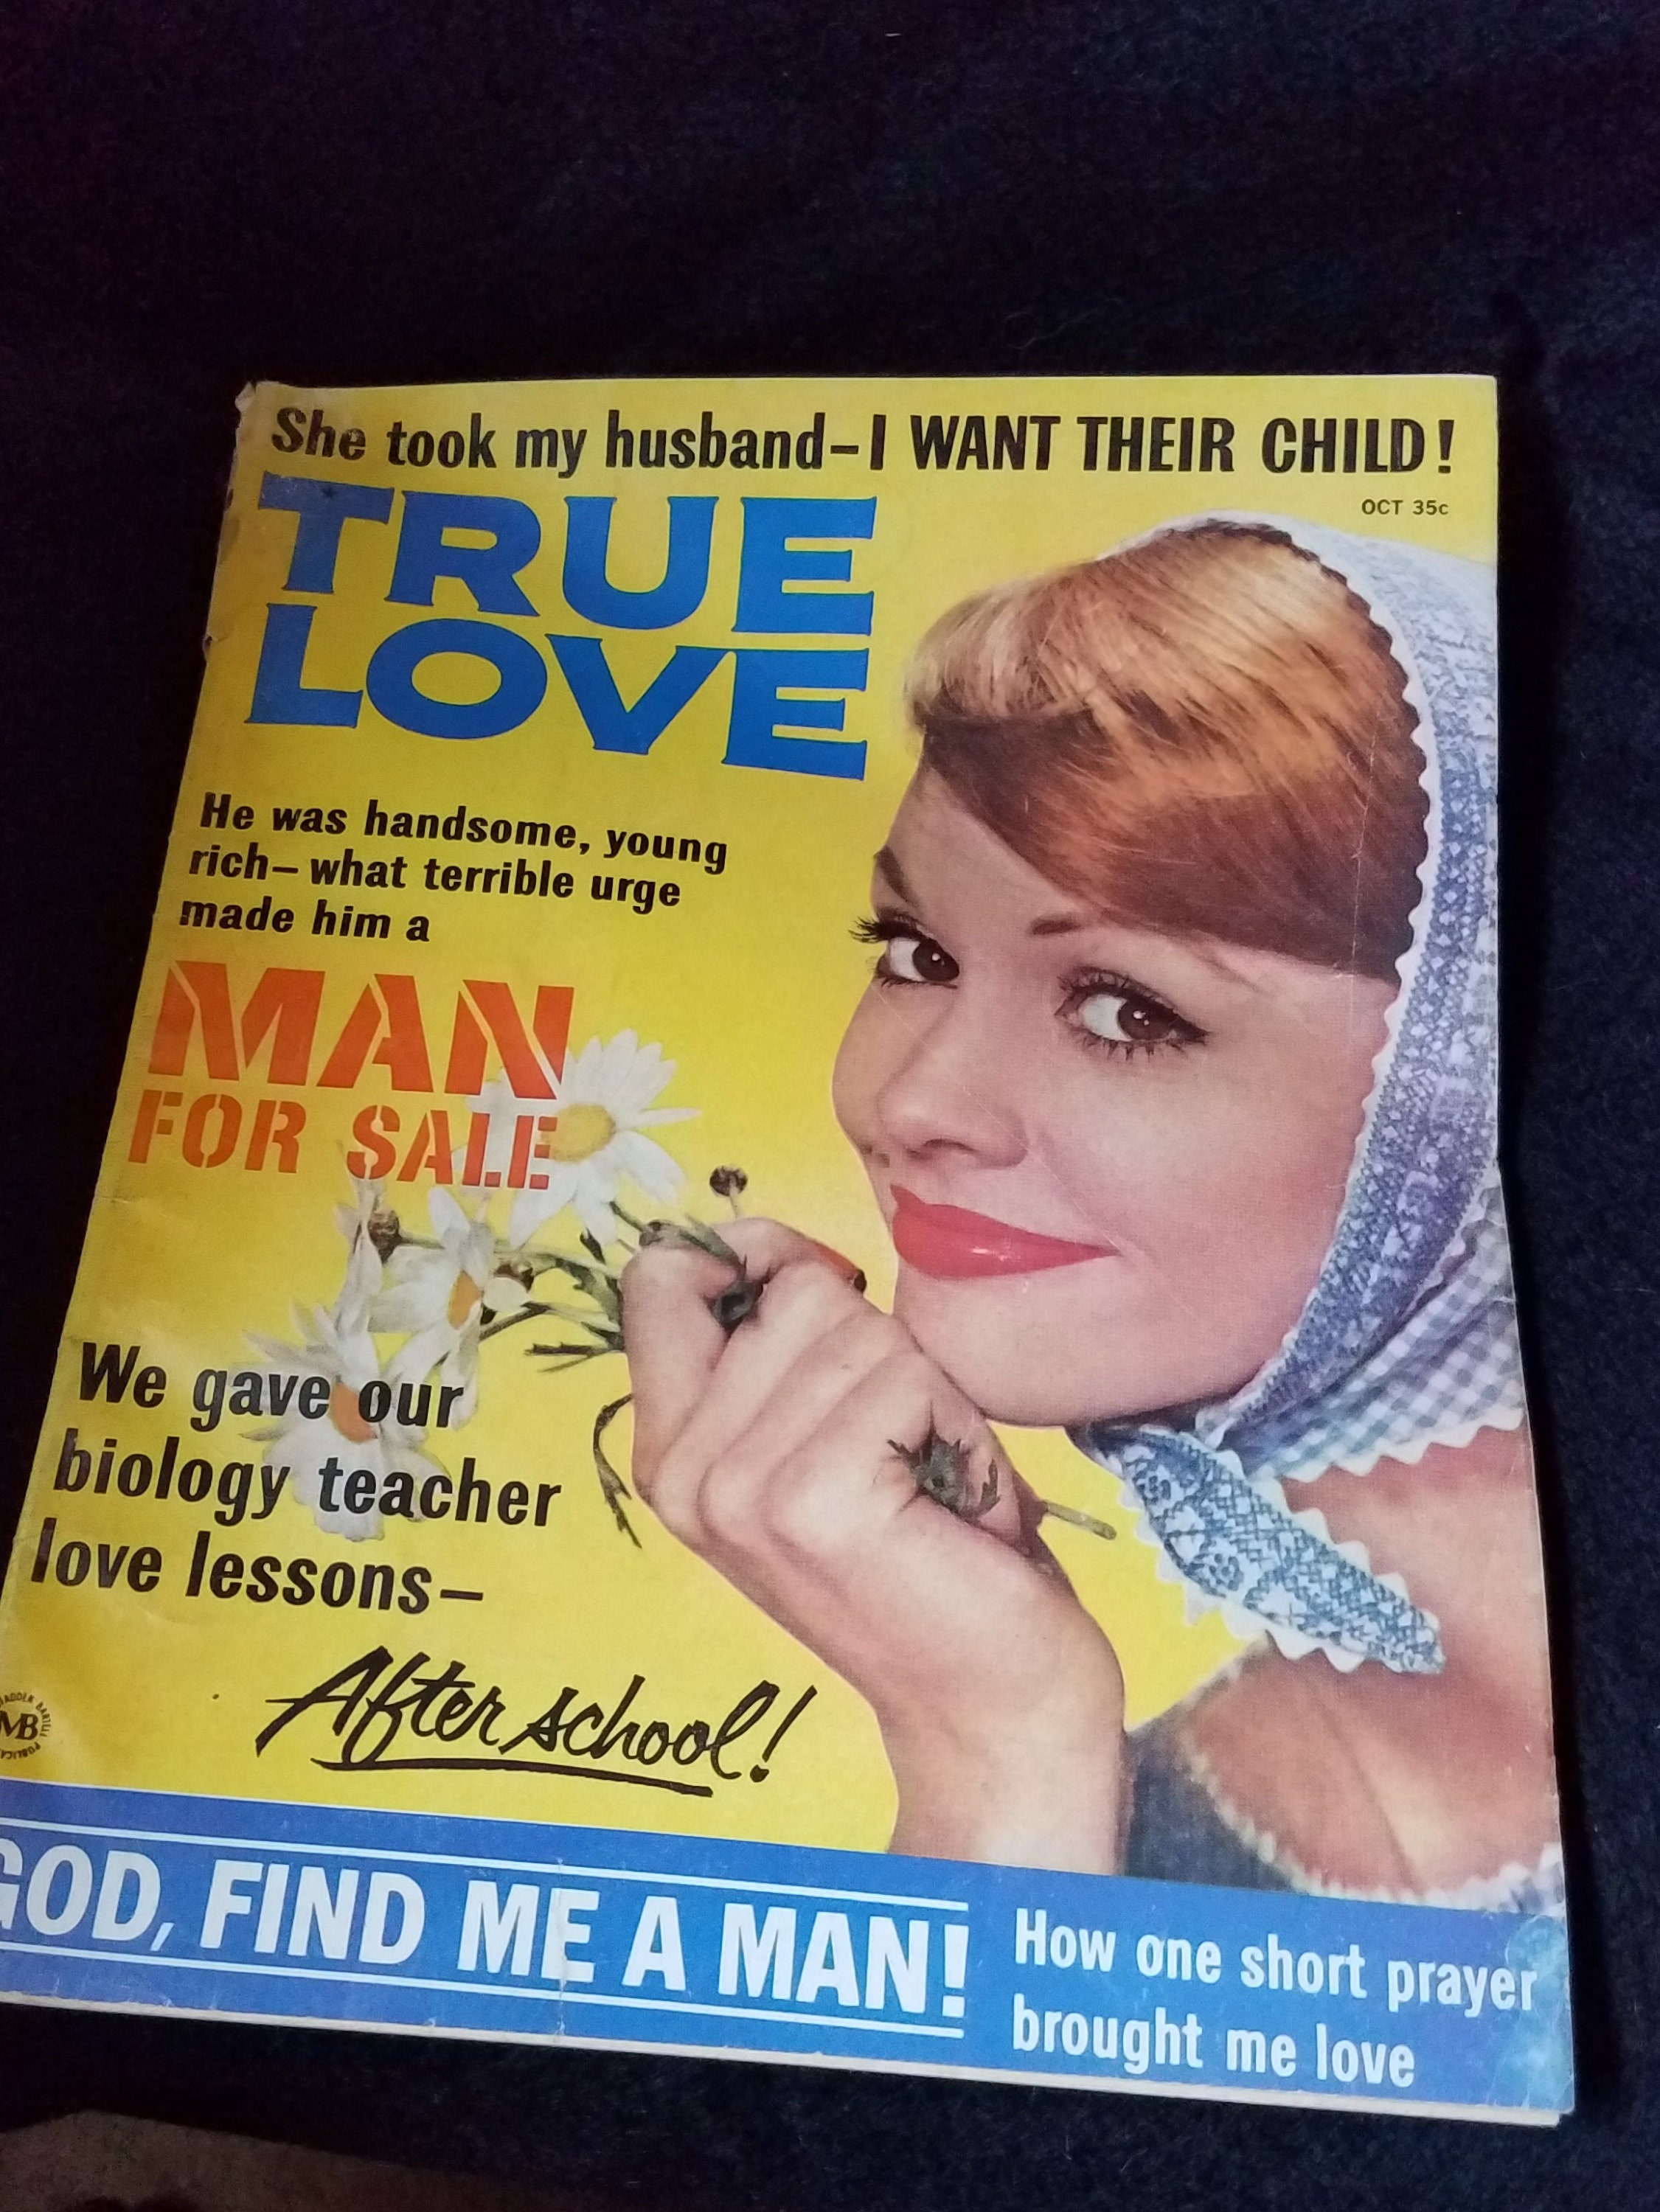 She took my husband–I WANT THEIR CHILD!
OCT 35c
TRUE
LOVE
He was handsome, young
rich–what terrible urge
made him a
MAN
FOR SALE
We gave our
biology teacher
love lessons–
After school!
MB
GOD, FIND ME A MAN!
How one short prayer
brought me love